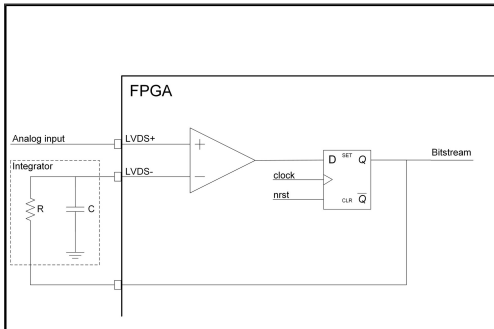 FPGA
Analog input
LVDS+
Integrator
LVDS-
R
C
+
−
D SET Q
clock
nrst
CLR Q̅
Bitstream